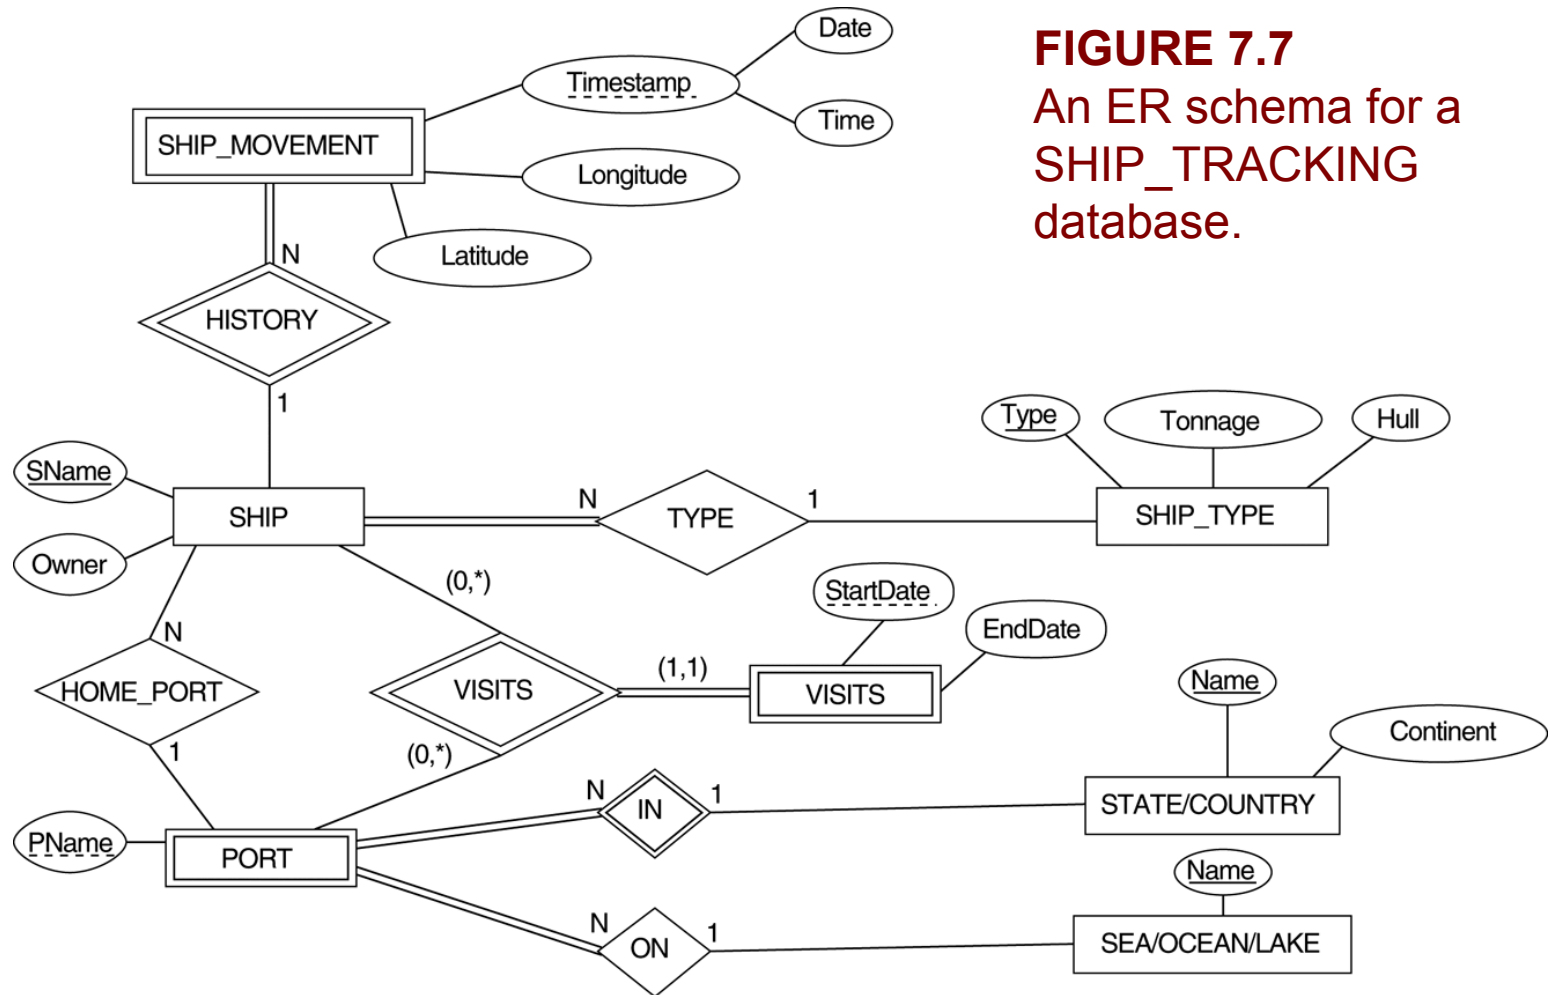 FIGURE 7.7
An ER schema for a
SHIP_TRACKING
database.
Date
Timestamp
Time
SHIP_MOVEMENT
Longitude
Latitude
N
HISTORY
1
SName
Owner
SHIP
N
TYPE
1
Type
Tonnage
Hull
SHIP_TYPE
(0,*)
StartDate
EndDate
N
HOME_PORT
1
VISITS
(1,1)
VISITS
(0,*)
Name
Continent
N
IN
1
STATE/COUNTRY
PName
PORT
Name
N
ON
1
SEA/OCEAN/LAKE